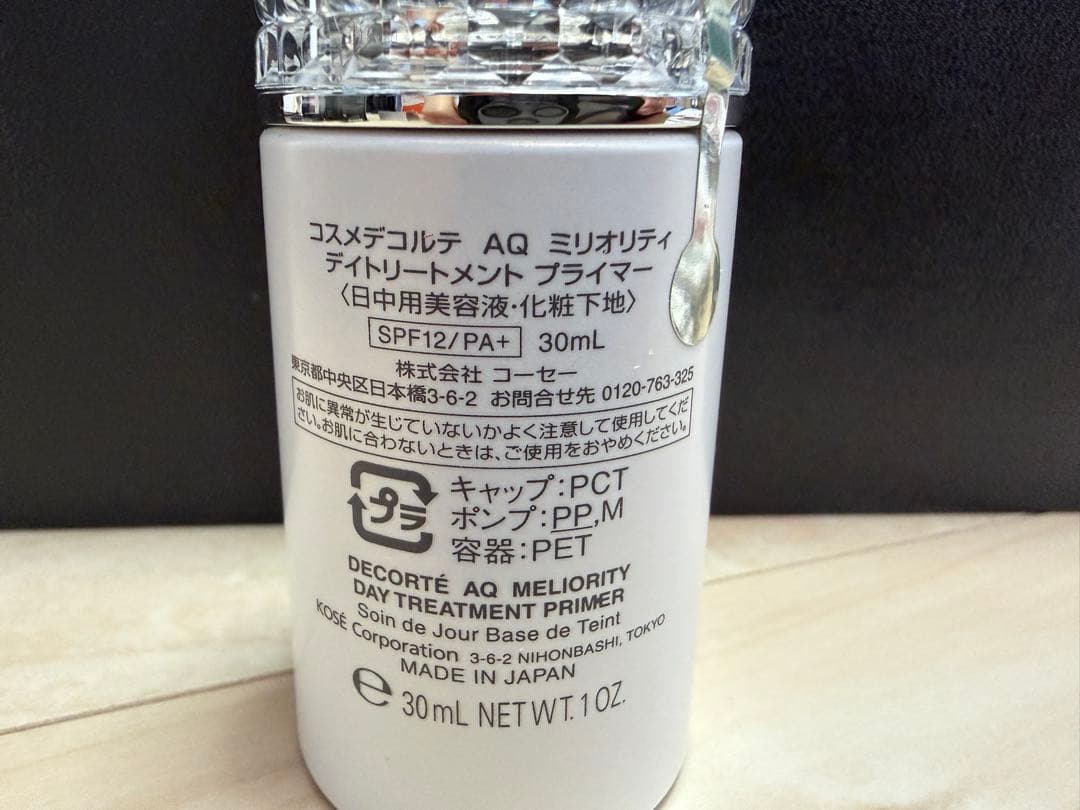 コスメデコルテ AQ ミリオリティ
デイトリートメント プライマー
〈日中用美容液・化粧下地〉
SPF12/PA+ 30mL
株式会社 コーセー
東京都中央区日本橋3-6-2 お問合せ先 0120-763-325
お肌に異常が生じていないかよく注意して使用してくだ
さい。お肌に合わないときは、ご使用をおやめください。
プラ
キャップ:PCT
ポンプ:PP,M
容器:PET
DECORTÉ AQ MELIORITY
DAY TREATMENT PRIMER
Soin de Jour Base de Teint
KOSÉ Corporation 3-6-2 NIHONBASHI, TOKYO
MADE IN JAPAN
℮ 30mL NET WT. 1 OZ.